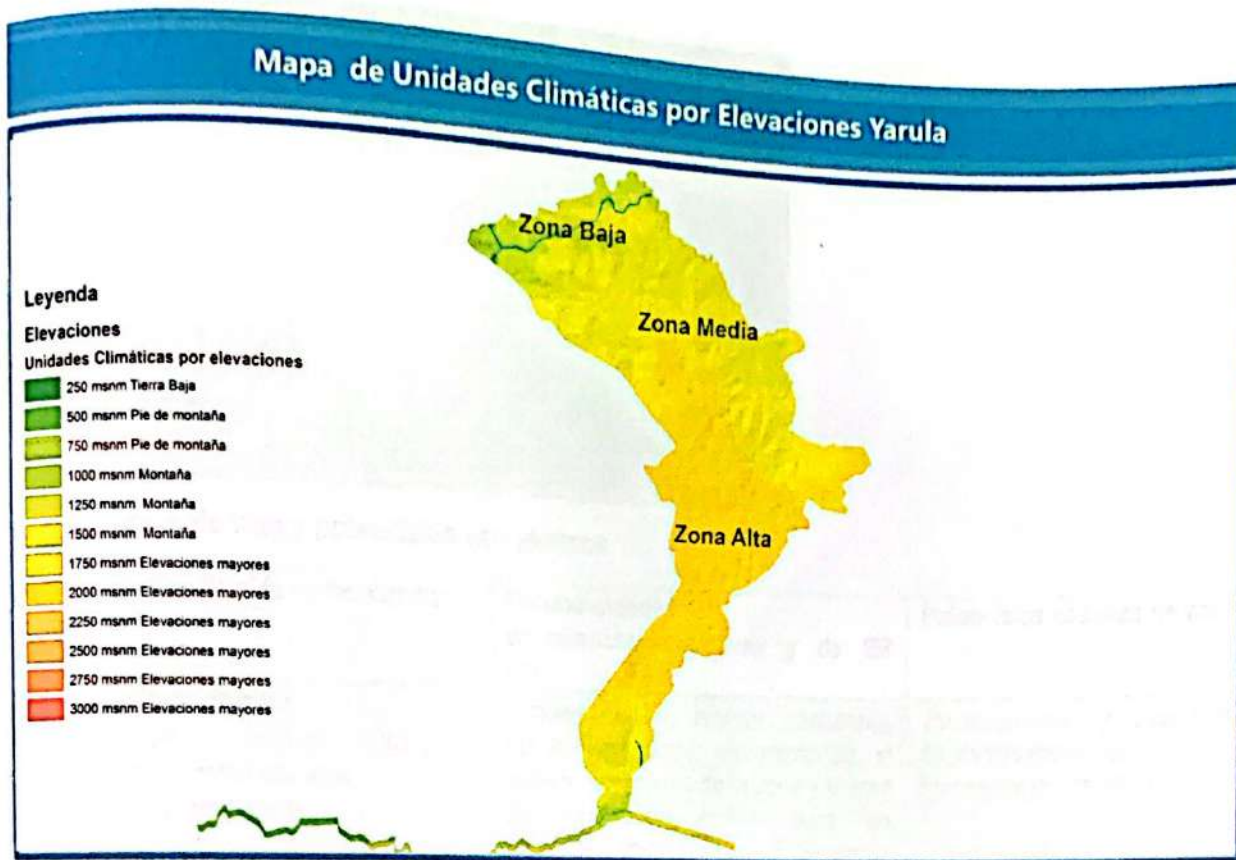 Mapa de Unidades Climáticas por Elevaciones Yarula
Zona Baja
Zona Media
Zona Alta
Leyenda
Elevaciones
Unidades Climáticas por elevaciones
250 msnm Tierra Baja
500 msnm Pie de montaña
750 msnm Pie de montaña
1000 msnm Montaña
1250 msnm Montaña
1500 msnm Montaña
1750 msnm Elevaciones mayores
2000 msnm Elevaciones mayores
2250 msnm Elevaciones mayores
2500 msnm Elevaciones mayores
2750 msnm Elevaciones mayores
3000 msnm Elevaciones mayores